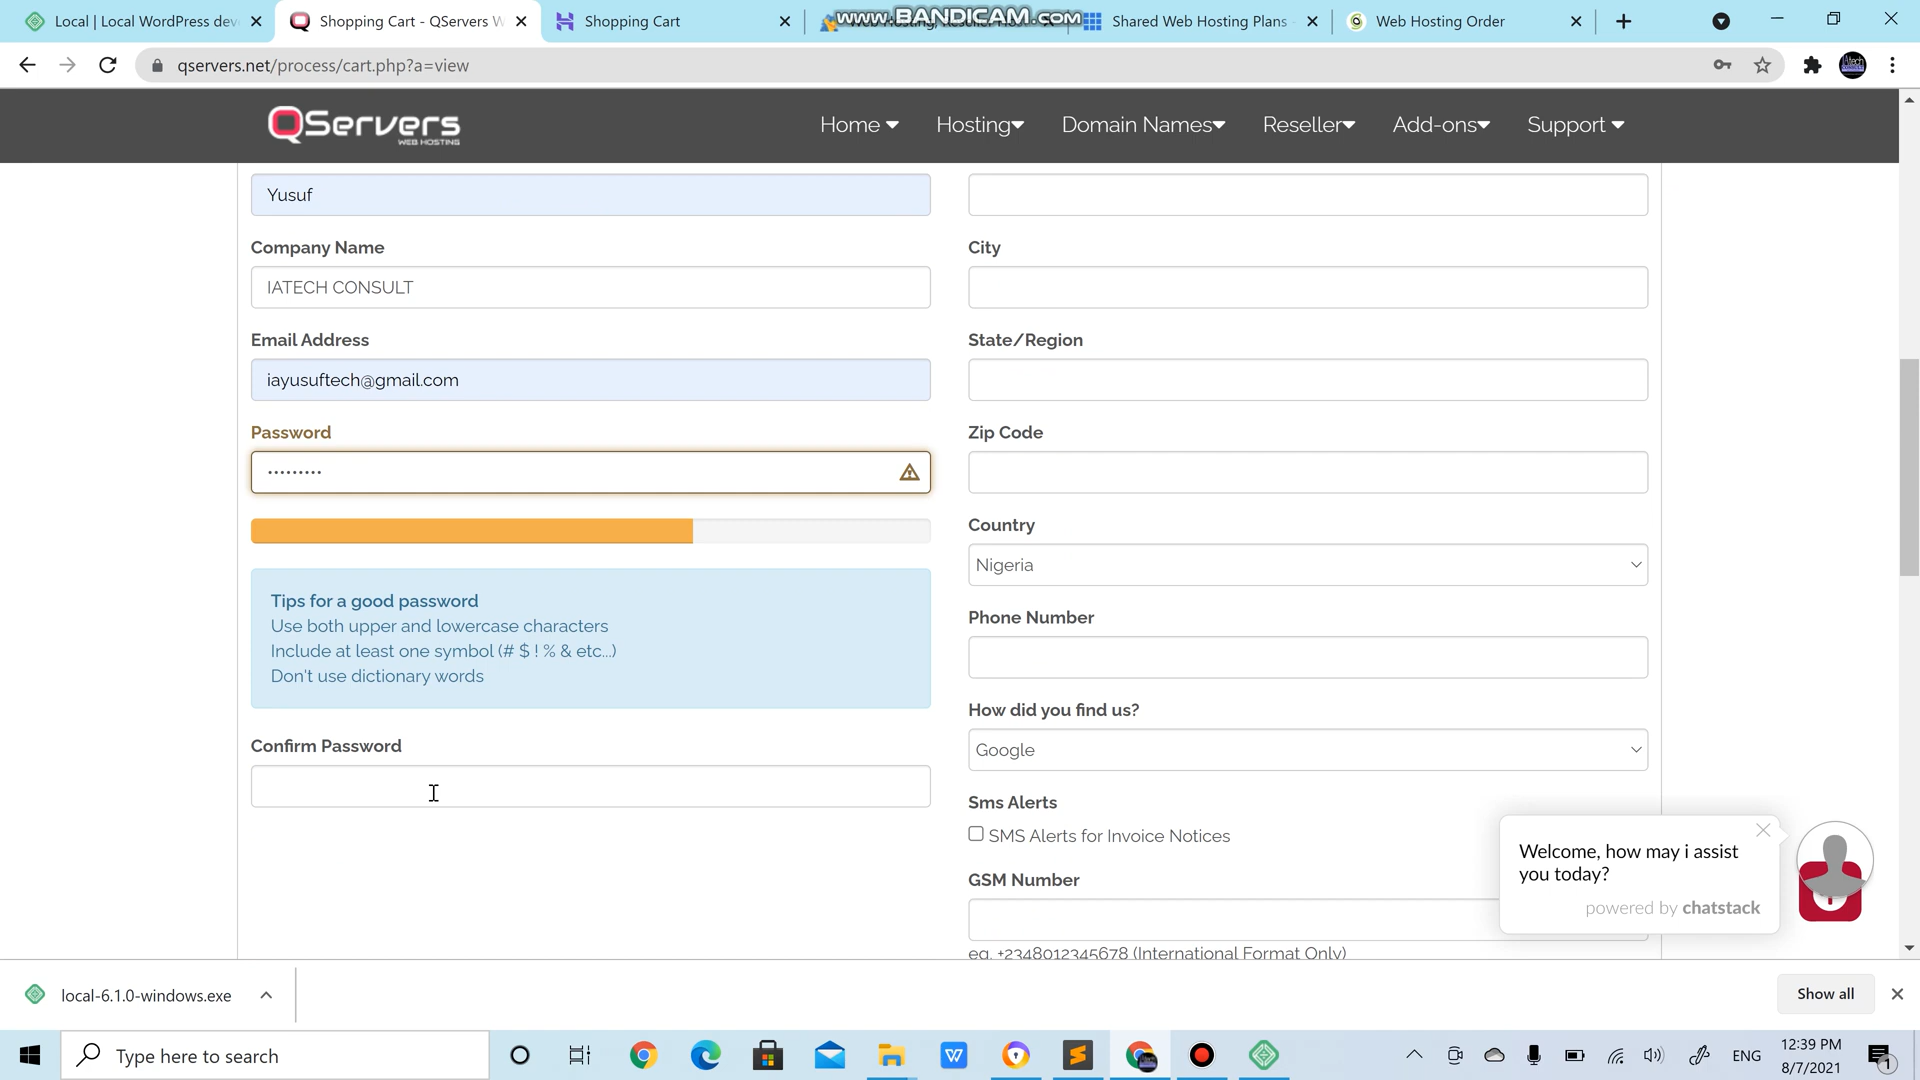 Local | Local WordPress dev
Shopping Cart - QServers W
Shopping Cart
Web Hosting, Reseller Host
www.BANDICAM.com
Shared Web Hosting Plans -
Web Hosting Order
qservers.net/process/cart.php?a=view
QServers
WEB HOSTING
Home
Hosting
Domain Names
Reseller
Add-ons
Support
Yusuf
Company Name
IATECH CONSULT
Email Address
iayusuftech@gmail.com
Password
•••••••••
Tips for a good password
Use both upper and lowercase characters
Include at least one symbol (# $ ! % & etc...)
Don't use dictionary words
Confirm Password
City
State/Region
Zip Code
Country
Nigeria
Phone Number
How did you find us?
Google
Sms Alerts
SMS Alerts for Invoice Notices
GSM Number
eg. +2348012345678 (International Format Only)
Welcome, how may i assist
you today?
powered by chatstack
local-6.1.0-windows.exe
Show all
Type here to search
ENG
12:39 PM
8/7/2021
1